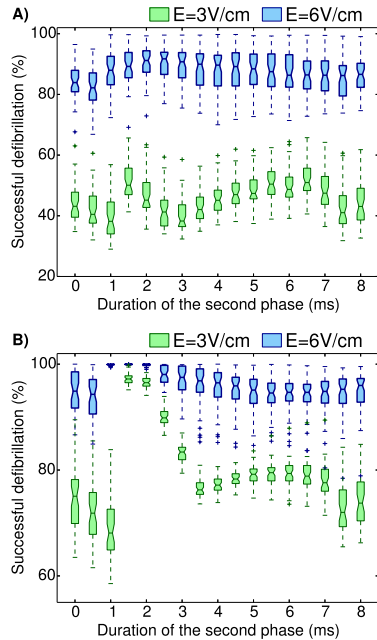 A)
E=3V/cm E=6V/cm
100
80
60
40
20
Successful defibrillation (%)
0 1 2 3 4 5 6 7 8
Duration of the second phase (ms)
B)
E=3V/cm E=6V/cm
100
80
60
Successful defibrillation (%)
0 1 2 3 4 5 6 7 8
Duration of the second phase (ms)